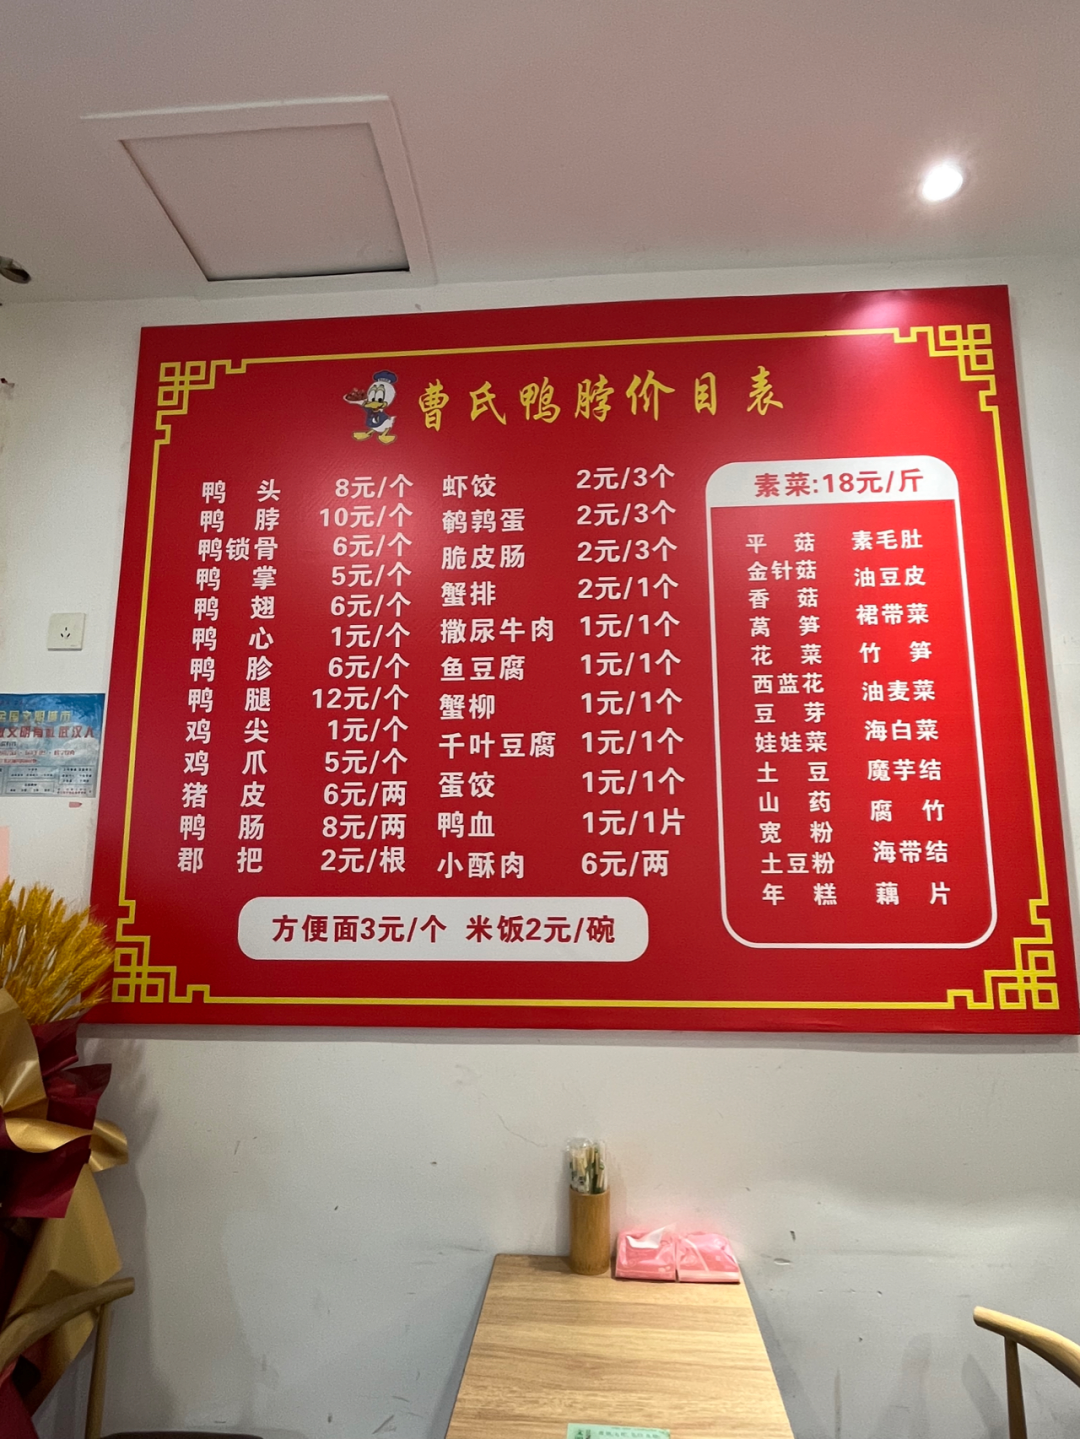 曹氏鸭脖价目表
鸭头 8元/个
鸭脖 10元/个
鸭锁骨 6元/个
鸭掌 5元/个
鸭翅 6元/个
鸭心 1元/个
鸭胗 6元/个
鸭腿 12元/个
鸡尖 1元/个
鸡爪 5元/个
猪皮 6元/两
鸭肠 8元/两
郡把 2元/根
虾饺 2元/3个
鹌鹑蛋 2元/3个
脆皮肠 2元/3个
蟹排 2元/1个
撒尿牛肉 1元/1个
鱼豆腐 1元/1个
蟹柳 1元/1个
千叶豆腐 1元/1个
蛋饺 1元/1个
鸭血 1元/1片
小酥肉 6元/两
方便面3元/个 米饭2元/碗
素菜:18元/斤
平菇
金针菇
香菇
莴笋
花菜
西蓝花
豆芽
娃娃菜
土豆
山药
宽粉
土豆粉
年糕
素毛肚
油豆皮
裙带菜
竹笋
油麦菜
海白菜
魔芋结
腐竹
海带结
藕片